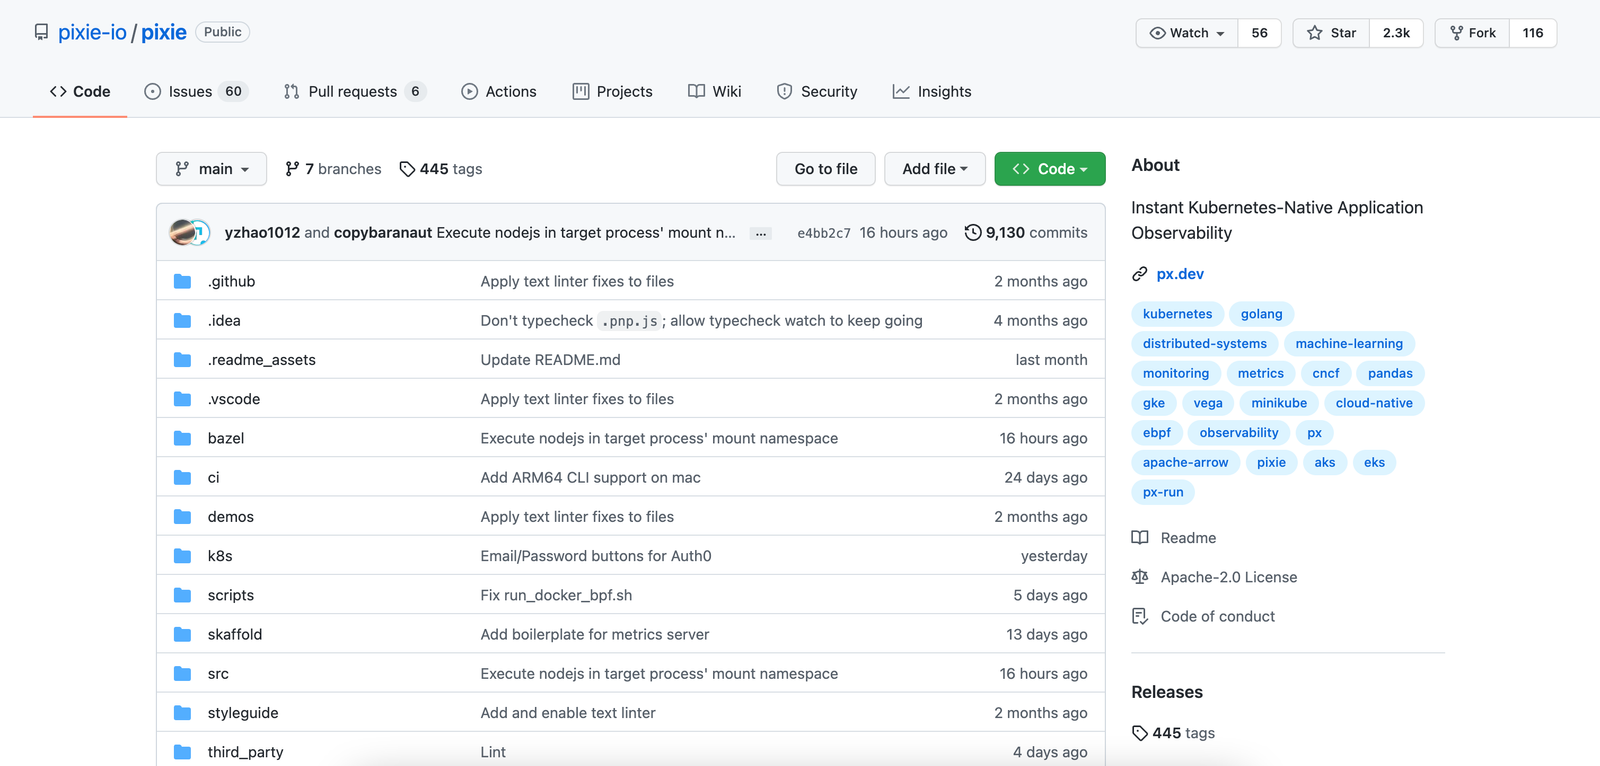 pixie-io / pixie Public
Watch 56 Star 2.3k Fork 116
Code Issues 60 Pull requests 6 Actions Projects Wiki Security Insights
main 7 branches 445 tags Go to file Add file Code
yzhao1012 and copybaranaut Execute nodejs in target process' mount n... ... e4bb2c7 16 hours ago 9,130 commits
.github Apply text linter fixes to files 2 months ago
.idea Don't typecheck .pnp.js; allow typecheck watch to keep going 4 months ago
.readme_assets Update README.md last month
.vscode Apply text linter fixes to files 2 months ago
bazel Execute nodejs in target process' mount namespace 16 hours ago
ci Add ARM64 CLI support on mac 24 days ago
demos Apply text linter fixes to files 2 months ago
k8s Email/Password buttons for Auth0 yesterday
scripts Fix run_docker_bpf.sh 5 days ago
skaffold Add boilerplate for metrics server 13 days ago
src Execute nodejs in target process' mount namespace 16 hours ago
styleguide Add and enable text linter 2 months ago
third_party Lint 4 days ago
About
Instant Kubernetes-Native Application
Observability
px.dev
kubernetes golang
distributed-systems machine-learning
monitoring metrics cncf pandas
gke vega minikube cloud-native
ebpf observability px
apache-arrow pixie aks eks
px-run
Readme
Apache-2.0 License
Code of conduct
Releases
445 tags